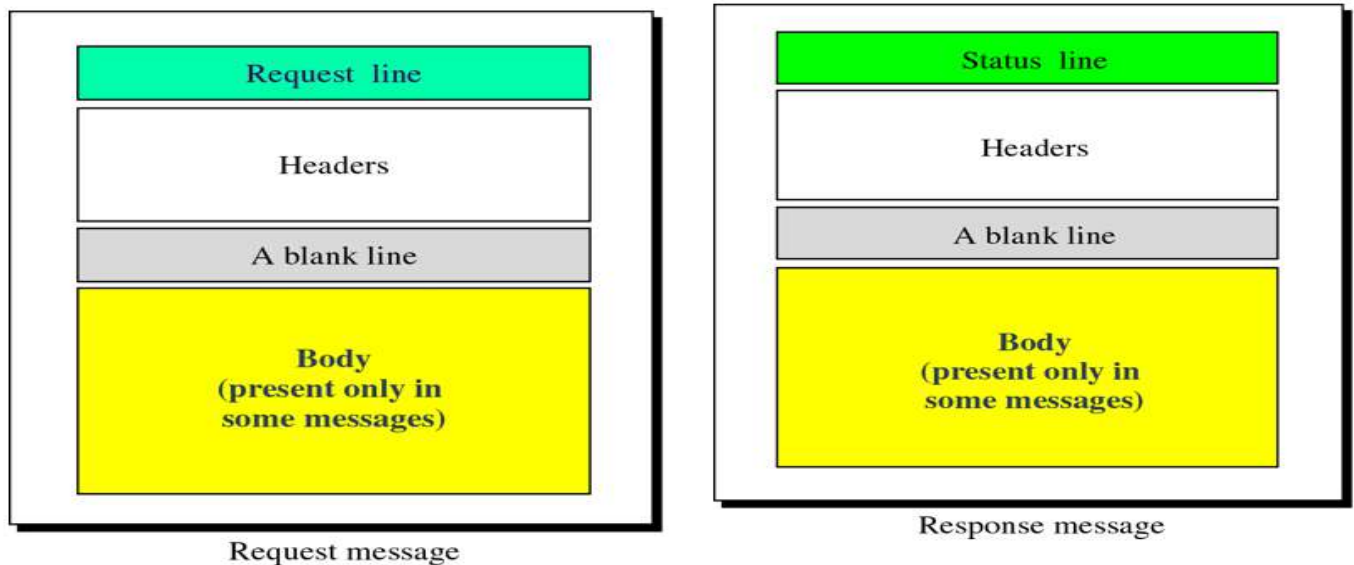 Request line
Headers
A blank line
Body
(present only in
some messages)
Request message
Status line
Headers
A blank line
Body
(present only in
some messages)
Response message